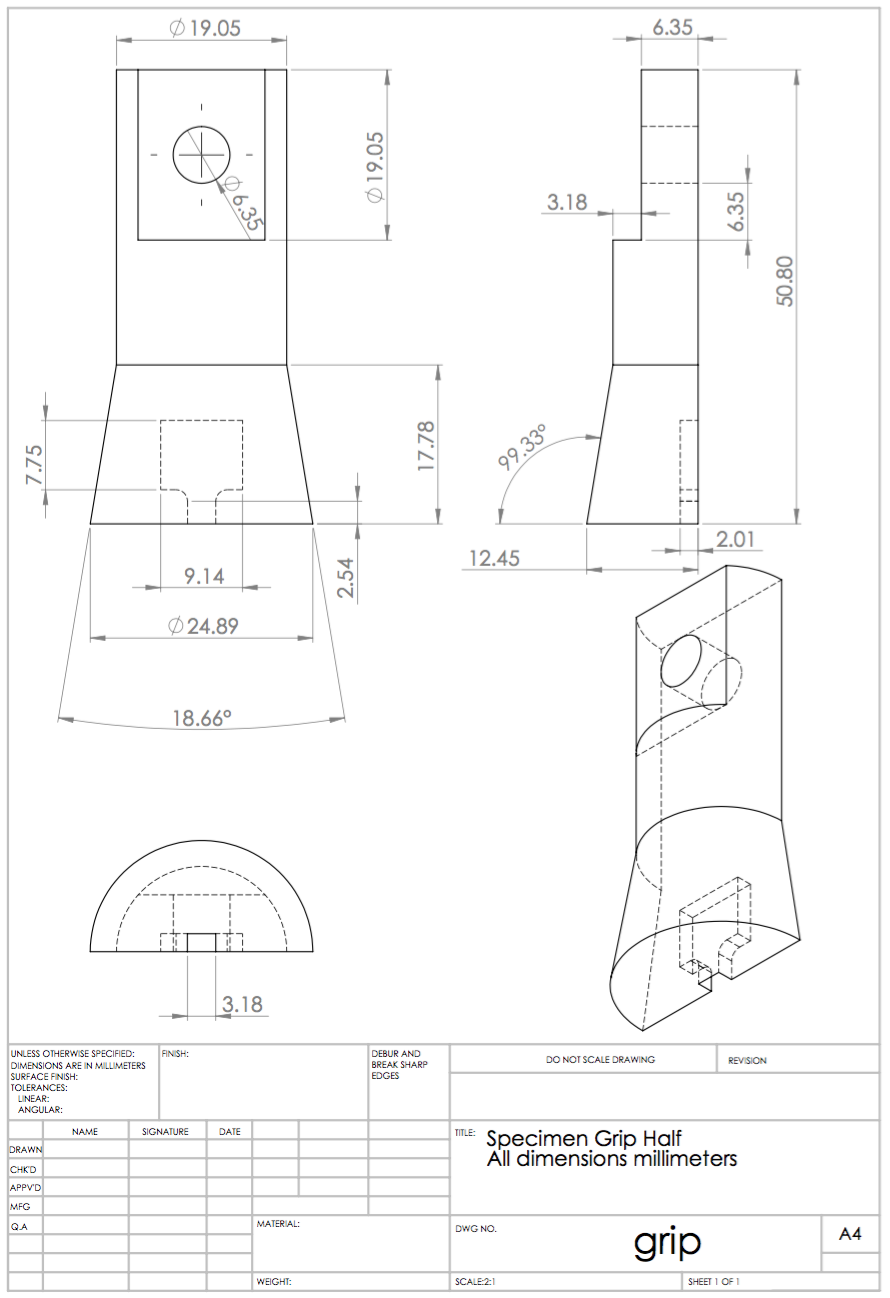 ⌀19.05
6.35
⌀19.05
⌀6.35
3.18
6.35
50.80
7.75
17.78
99.33°
2.54
9.14
2.01
12.45
⌀24.89
18.66°
3.18
UNLESS OTHERWISE SPECIFIED:
DIMENSIONS ARE IN MILLIMETERS
SURFACE FINISH:
TOLERANCES:
LINEAR:
ANGULAR:
FINISH:
DEBUR AND
BREAK SHARP
EDGES
DO NOT SCALE DRAWING
REVISION
NAME
SIGNATURE
DATE
DRAWN
CHK'D
APPV'D
MFG
Q.A
TITLE:
Specimen Grip Half
All dimensions millimeters
MATERIAL:
DWG NO.
grip
A4
WEIGHT:
SCALE:2:1
SHEET 1 OF 1